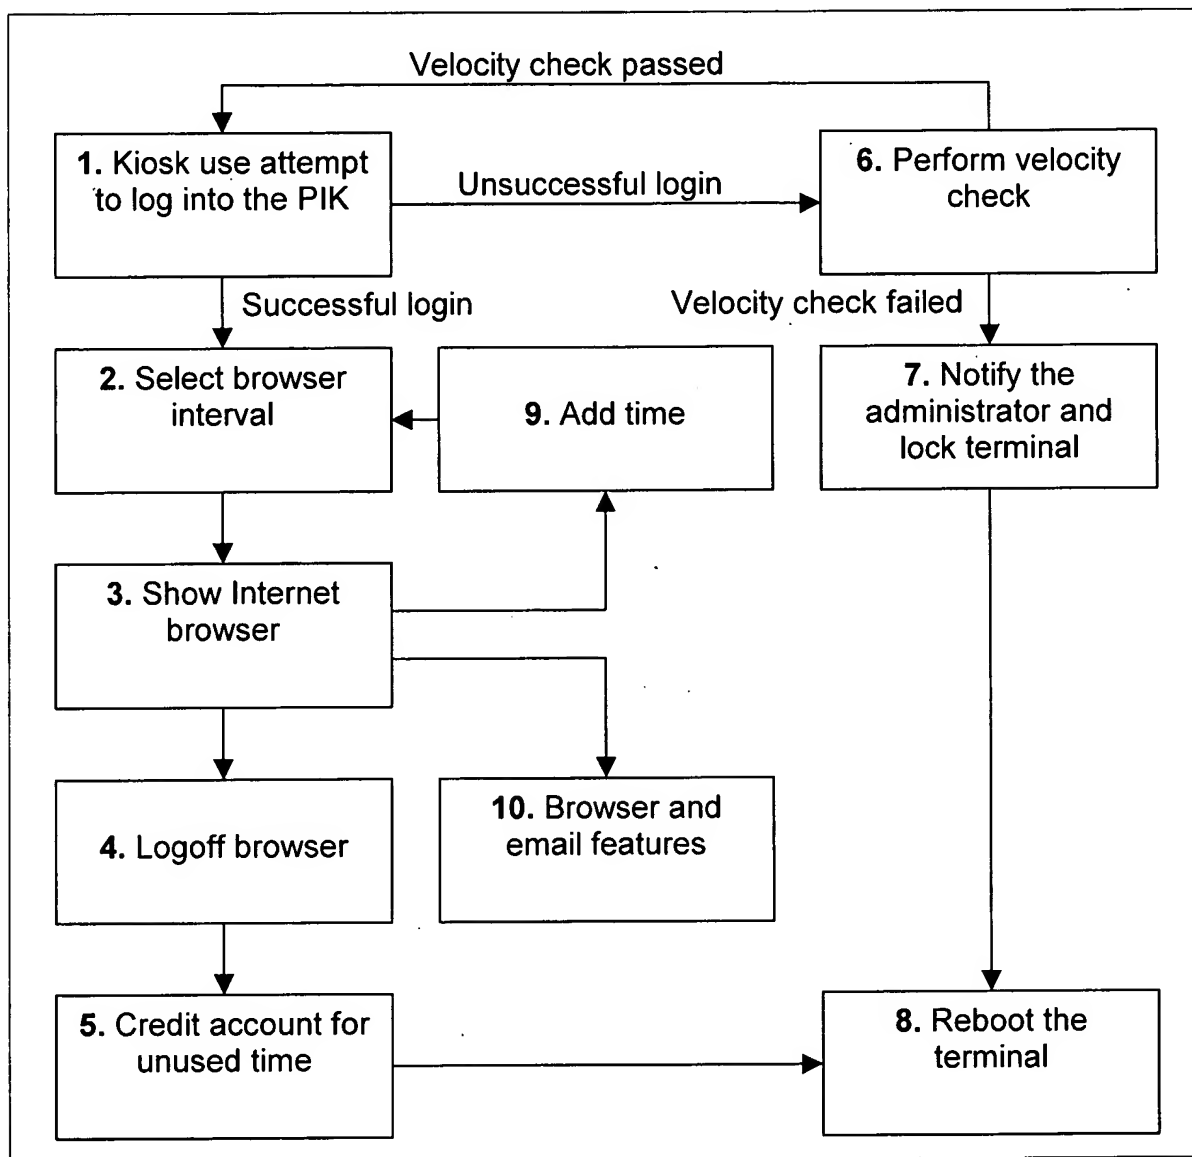 Velocity check passed
1. Kiosk use attempt
to log into the PIK
Unsuccessful login
6. Perform velocity
check
Successful login
Velocity check failed
2. Select browser
interval
9. Add time
7. Notify the
administrator and
lock terminal
3. Show Internet
browser
4. Logoff browser
10. Browser and
email features
5. Credit account for
unused time
8. Reboot the
terminal